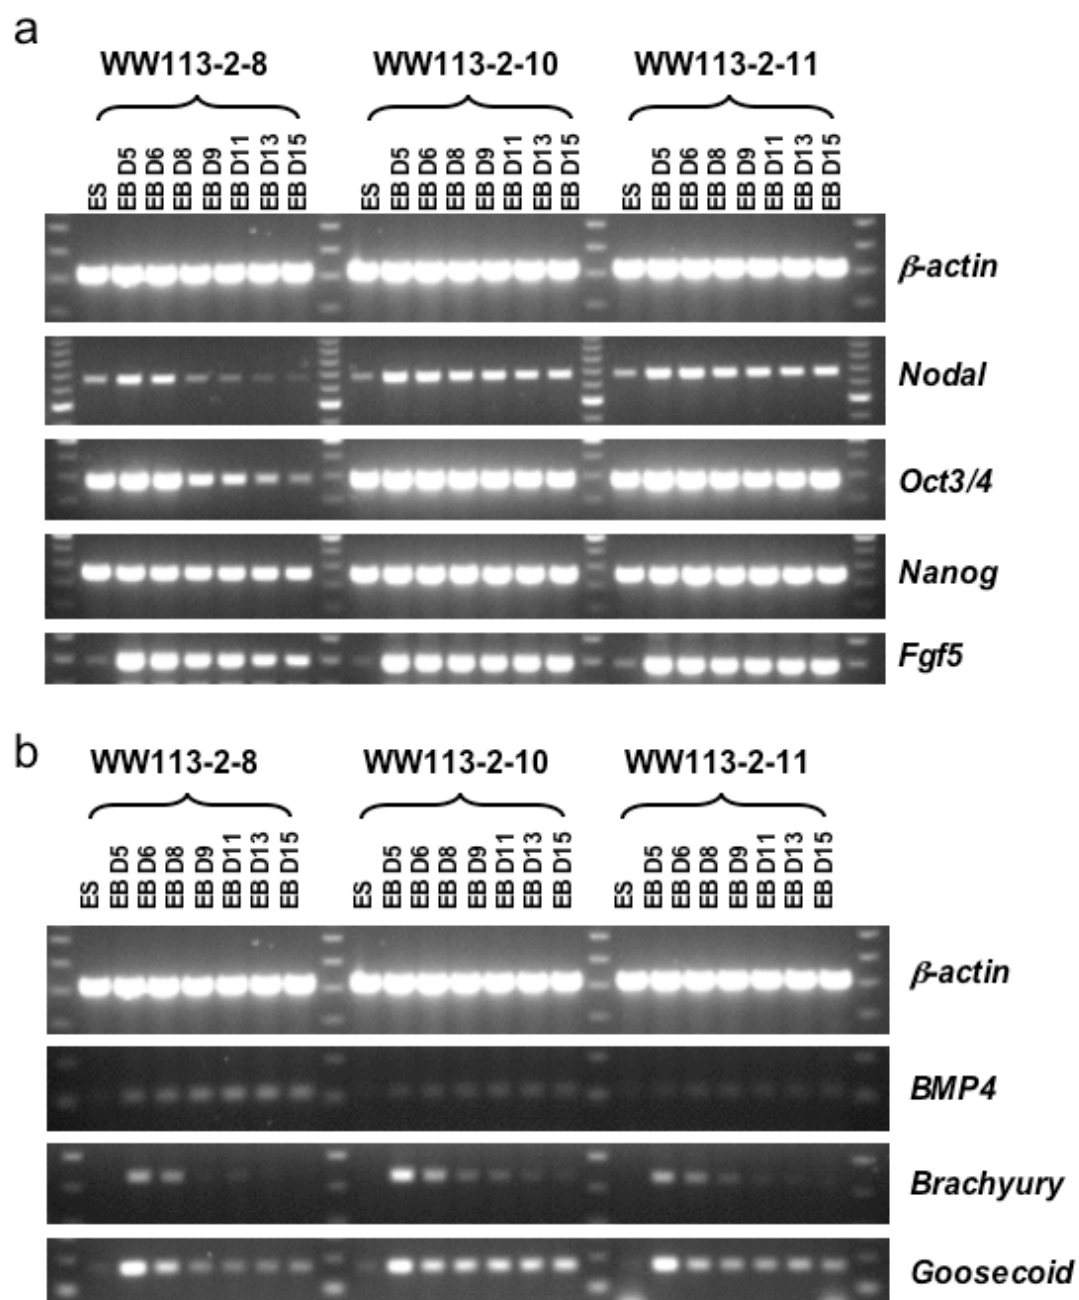 a
WW113-2-8 WW113-2-10 WW113-2-11
ES EB D5 EB D6 EB D8 EB D9 EB D11 EB D13 EB D15 ES EB D5 EB D6 EB D8 EB D9 EB D11 EB D13 EB D15 ES EB D5 EB D6 EB D8 EB D9 EB D11 EB D13 EB D15
β-actin
Nodal
Oct3/4
Nanog
Fgf5
b
WW113-2-8 WW113-2-10 WW113-2-11
ES EB D5 EB D6 EB D8 EB D9 EB D11 EB D13 EB D15 ES EB D5 EB D6 EB D8 EB D9 EB D11 EB D13 EB D15 ES EB D5 EB D6 EB D8 EB D9 EB D11 EB D13 EB D15
β-actin
BMP4
Brachyury
Goosecoid